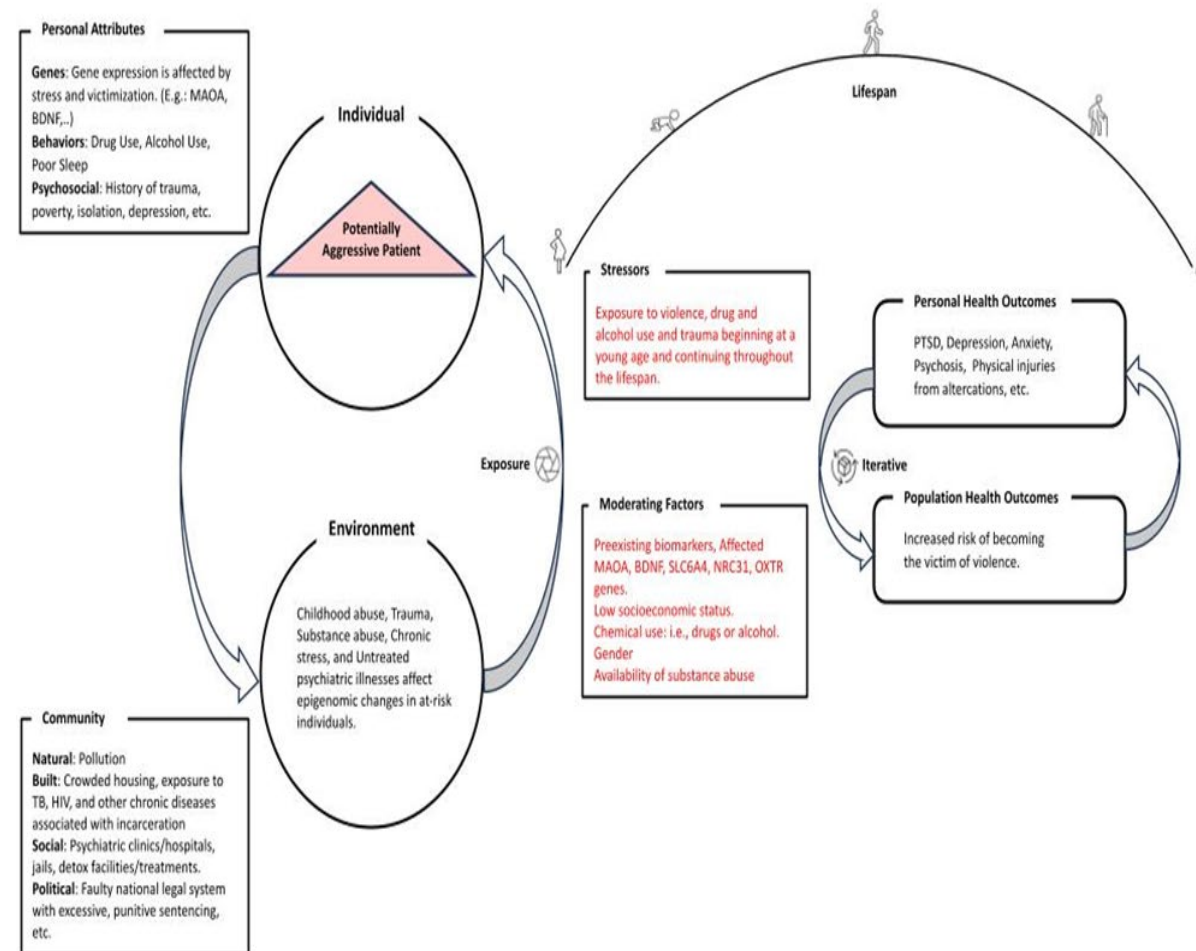 Personal Attributes
Genes: Gene expression is affected by
stress and victimization. (E.g.: MAOA,
BDNF,..)
Behaviors: Drug Use, Alcohol Use,
Poor Sleep
Psychosocial: History of trauma,
poverty, isolation, depression, etc.
Individual
Potentially
Aggressive Patient
Lifespan
Stressors
Exposure to violence, drug and
alcohol use and trauma beginning at a
young age and continuing throughout
the lifespan.
Personal Health Outcomes
PTSD, Depression, Anxiety,
Psychosis, Physical injuries
from altercations, etc.
Exposure
Iterative
Moderating Factors
Preexisting biomarkers, Affected
MAOA, BDNF, SLC6A4, NRC31, OXTR
genes.
Low socioeconomic status.
Chemical use: i.e., drugs or alcohol.
Gender
Availability of substance abuse
Population Health Outcomes
Increased risk of becoming
the victim of violence.
Environment
Childhood abuse, Trauma,
Substance abuse, Chronic
stress, and Untreated
psychiatric illnesses affect
epigenomic changes in at-risk
individuals.
Community
Natural: Pollution
Built: Crowded housing, exposure to
TB, HIV, and other chronic diseases
associated with incarceration
Social: Psychiatric clinics/hospitals,
jails, detox facilities/treatments.
Political: Faulty national legal system
with excessive, punitive sentencing,
etc.